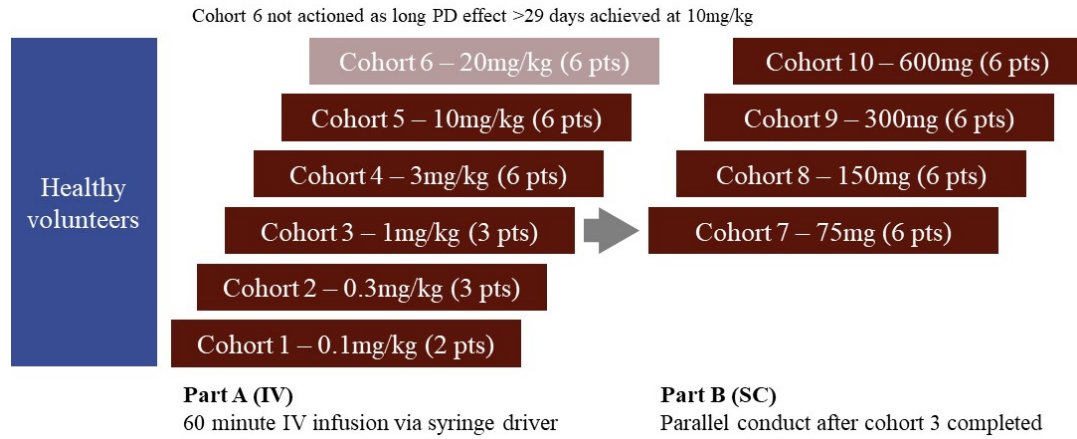 Cohort 6 not actioned as long PD effect >29 days achieved at 10mg/kg
Healthy
volunteers
Cohort 6 – 20mg/kg (6 pts)
Cohort 5 – 10mg/kg (6 pts)
Cohort 4 – 3mg/kg (6 pts)
Cohort 3 – 1mg/kg (3 pts)
Cohort 2 – 0.3mg/kg (3 pts)
Cohort 1 – 0.1mg/kg (2 pts)
Cohort 10 – 600mg (6 pts)
Cohort 9 – 300mg (6 pts)
Cohort 8 – 150mg (6 pts)
Cohort 7 – 75mg (6 pts)
Part A (IV)
60 minute IV infusion via syringe driver
Part B (SC)
Parallel conduct after cohort 3 completed